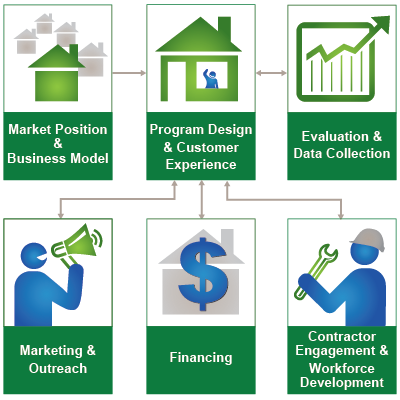 Market Position
&
Business Model
Program Design
& Customer
Experience
Evaluation &
Data Collection
Marketing &
Outreach
$
Financing
Contractor
Engagement &
Workforce
Development